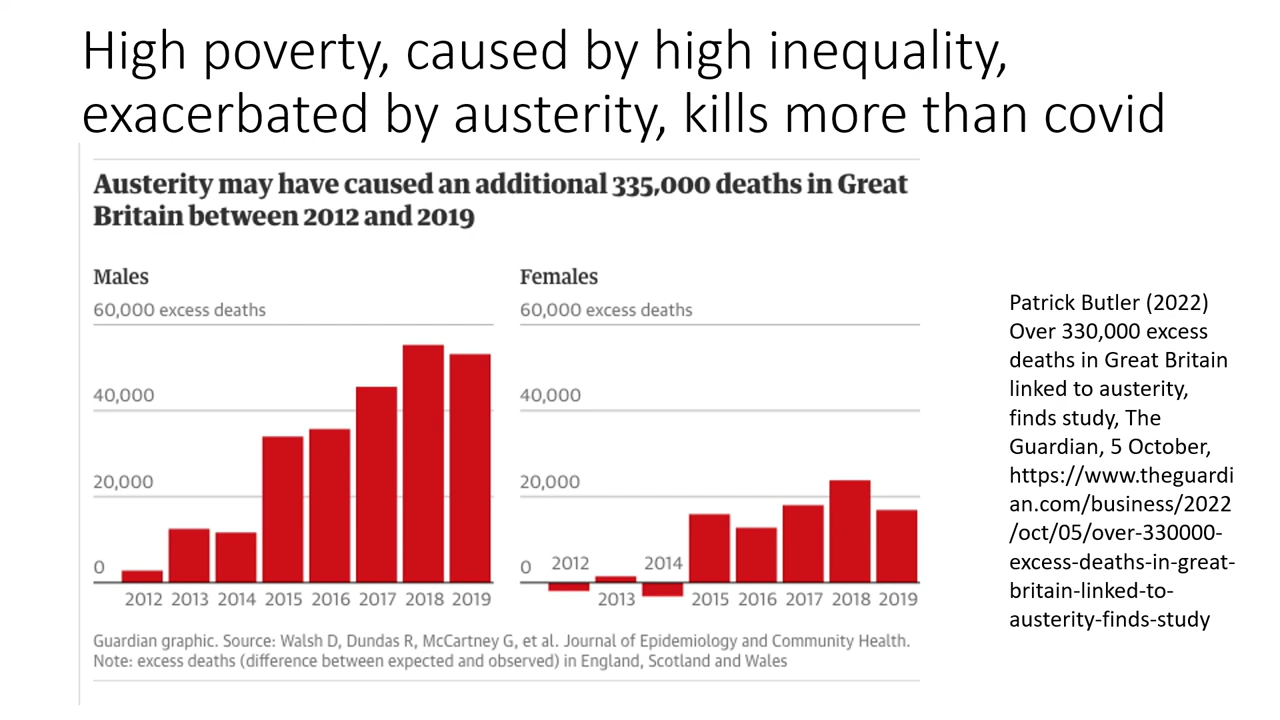 High poverty, caused by high inequality,
exacerbated by austerity, kills more than covid
Austerity may have caused an additional 335,000 deaths in Great
Britain between 2012 and 2019
Males
60,000 excess deaths
40,000
20,000
0
2012 2013 2014 2015 2016 2017 2018 2019
Females
60,000 excess deaths
40,000
20,000
0 2012 2014
2013 2015 2016 2017 2018 2019
Guardian graphic. Source: Walsh D, Dundas R, McCartney G, et al. Journal of Epidemiology and Community Health.
Note: excess deaths (difference between expected and observed) in England, Scotland and Wales
Patrick Butler (2022)
Over 330,000 excess
deaths in Great Britain
linked to austerity,
finds study, The
Guardian, 5 October,
https://www.theguardi
an.com/business/2022
/oct/05/over-330000-
excess-deaths-in-great-
britain-linked-to-
austerity-finds-study